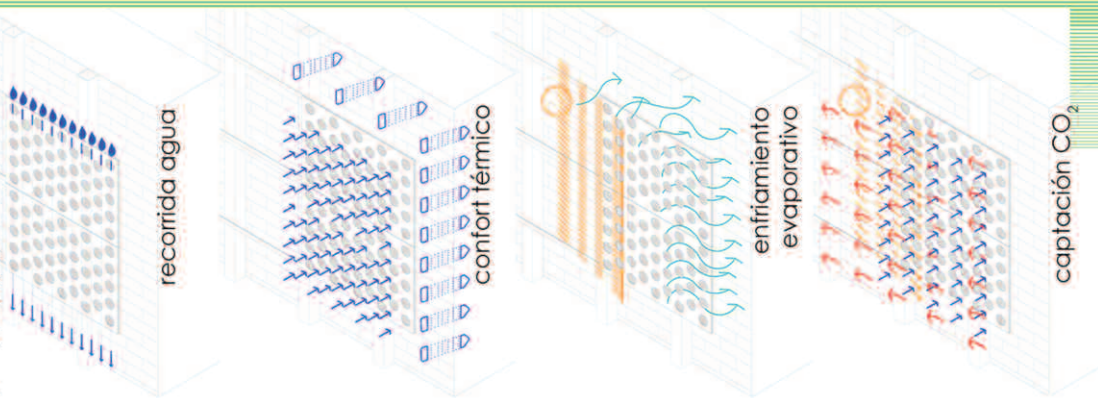 recorrida agua
confort térmico
enfriamiento
evaporativo
captación CO₂